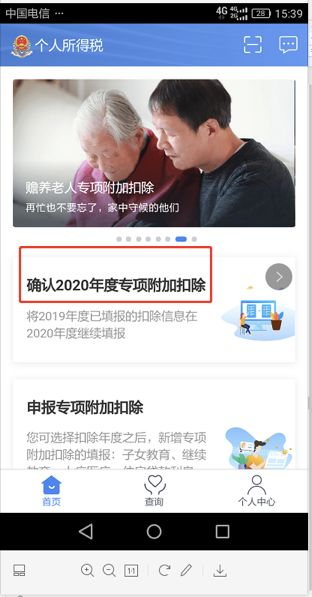 中国电信 ···
4G 4G 2G 28 15:39
个人所得税
赡养老人专项附加扣除
再忙也不要忘了，家中守候的他们
确认2020年度专项附加扣除
将2019年度已填报的扣除信息在
2020年度继续填报
申报专项附加扣除
您可选择扣除年度之后，新增专项
附加扣除的填报：子女教育、继续
首页
查询
个人中心
1:1